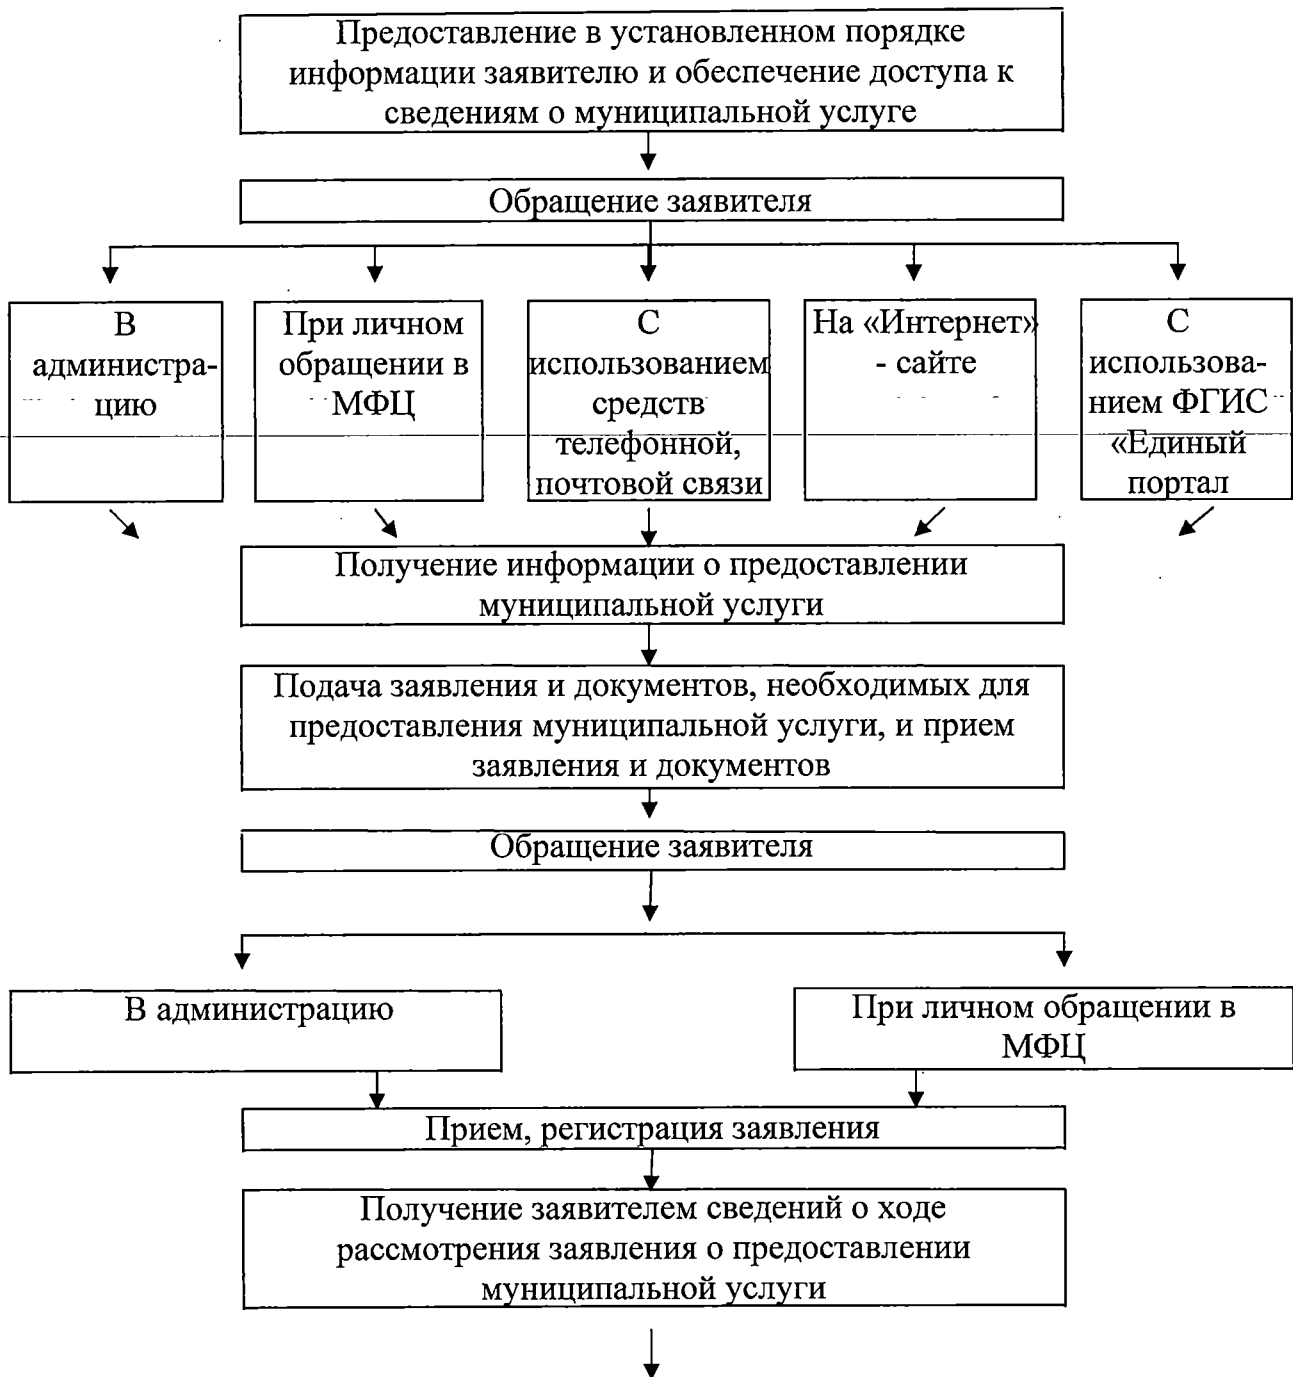 Предоставление в установленном порядке
информации заявителю и обеспечение доступа к
сведениям о муниципальной услуге
Обращение заявителя
В
администра-
цию
При личном
обращении в
МФЦ
С
использованием
средств
телефонной,
почтовой связи
На «Интернет»
- сайте
С
использова-
нием ФГИС
«Единый
портал
Получение информации о предоставлении
муниципальной услуги
Подача заявления и документов, необходимых для
предоставления муниципальной услуги, и прием
заявления и документов
Обращение заявителя
В администрацию
При личном обращении в
МФЦ
Прием, регистрация заявления
Получение заявителем сведений о ходе
рассмотрения заявления о предоставлении
муниципальной услуги